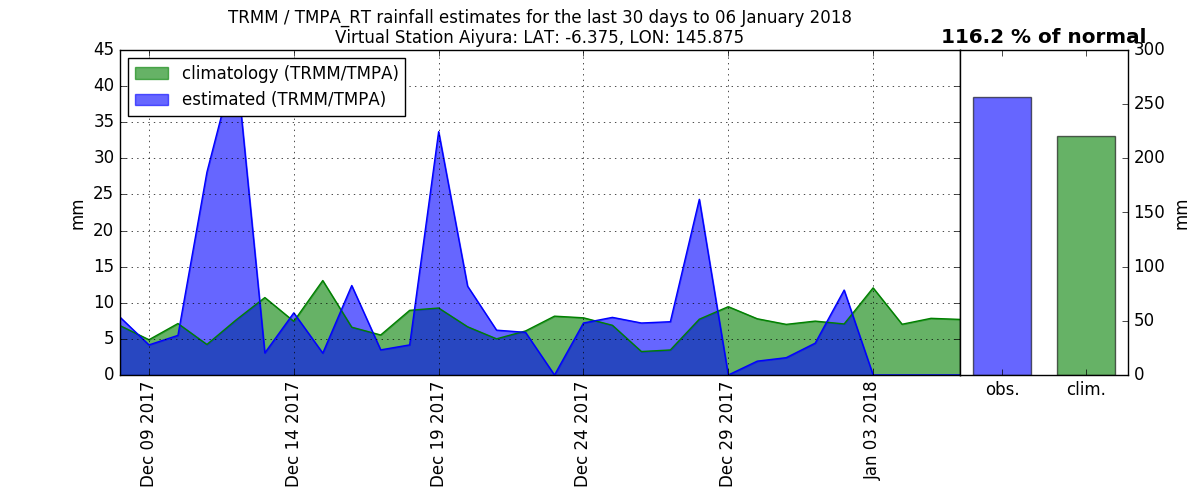 TRMM / TMPA_RT rainfall estimates for the last 30 days to 06 January 2018
Virtual Station Aiyura: LAT: -6.375, LON: 145.875
116.2 % of normal
climatology (TRMM/TMPA)
estimated (TRMM/TMPA)
45
40
35
30
25
20
15
10
5
0
mm
Dec 09 2017
Dec 14 2017
Dec 19 2017
Dec 24 2017
Dec 29 2017
Jan 03 2018
300
250
200
150
100
50
0
mm
obs.
clim.